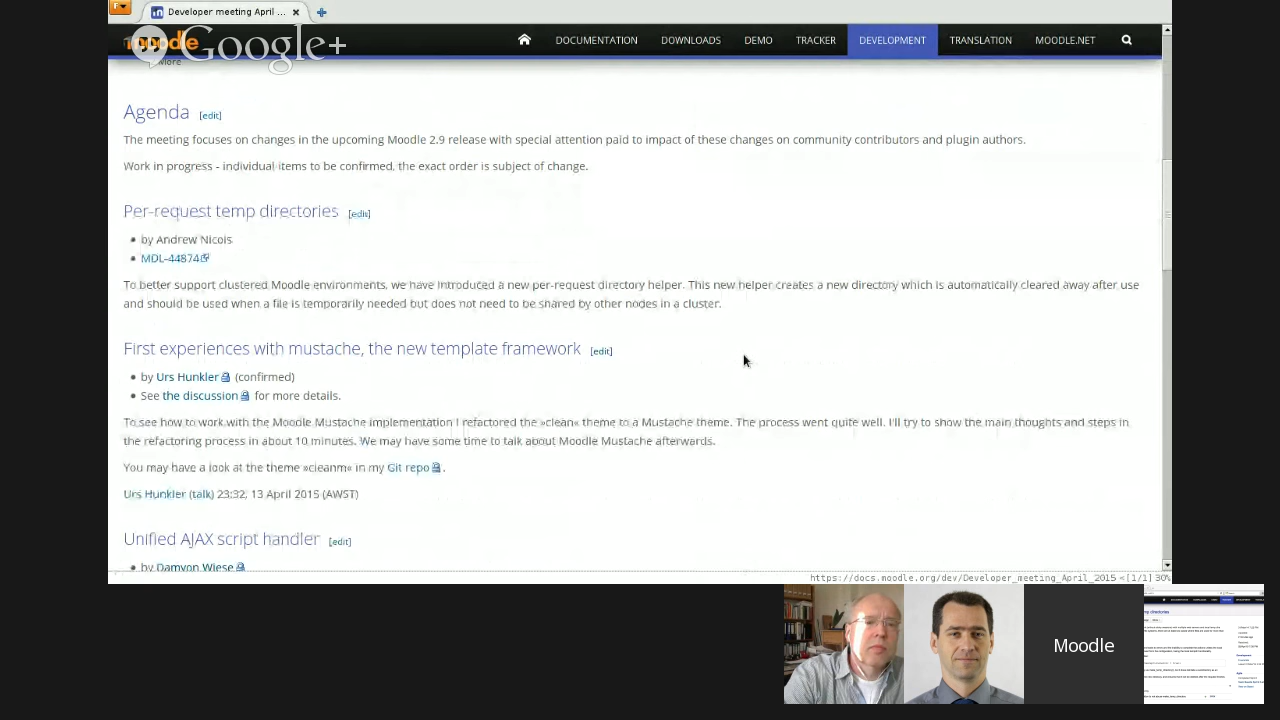 Developer meeting April ...
moodle
Google+
DOCUMENTATION
DOWNLOADS
DEMO
TRACKER
DEVELOPMENT
TRANSLATION
MOODLE.NET
More
Agenda [edit]
The meeting focuses on changes in the upcoming Moodle 2.9 release with special attention paid to impact of these changes on community contributors and plugin authors.
Work in progress - individual items to be confirmed, the exact order is subject of change.
Per-request temp directories [edit]
by Andrew Nicols
MDL-44874
To better support clustered Moodle environments, we have introduced a new per-request directory helper. This new helper creates a new directory which is automatically cleared away after use
and should be used when a file is temporarily needed but does not need to be shared by other nodes in a cluster.
First experiences with mustache, the new template framework [edit]
by Urs Hunkler (confirmed)
See the discussion for more details.
To see how to work with the Moodle Mustache implementation I refactored the »clean« theme to a Mustache theme. The process went quite well. I'll try to show the main thoughts and steps in
the refactoring process in about 10 minutes. We may have some time to talk about Moodle Mustache afterwards.
You may have a look at the theme »cleanm« in my Git repo .
Urs Hunkler (talk) 23:32, 13 April 2015 (AWST)
Unified AJAX script handler [edit]
by Damyon Wiese
https://docs.moodle.org/dev/Developer_meeting_April_2015 <[1/1] 30%
Moodle